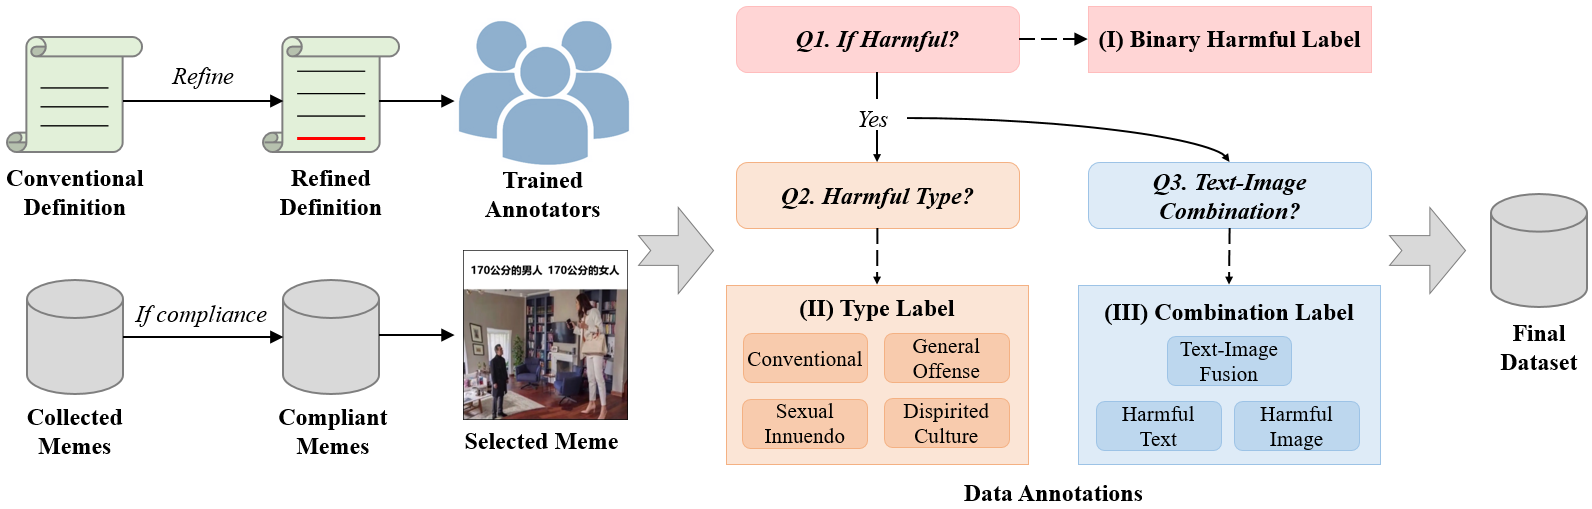 Refine
Conventional
Definition
Refined
Definition
Trained
Annotators
If compliance
Collected
Memes
Compliant
Memes
170公分的男人 170公分的女人
Selected Meme
Q1. If Harmful?
(I) Binary Harmful Label
Yes
Q2. Harmful Type?
Q3. Text-Image
Combination?
(II) Type Label
Conventional
General
Offense
Sexual
Innuendo
Dispirited
Culture
(III) Combination Label
Text-Image
Fusion
Harmful
Text
Harmful
Image
Data Annotations
Final
Dataset